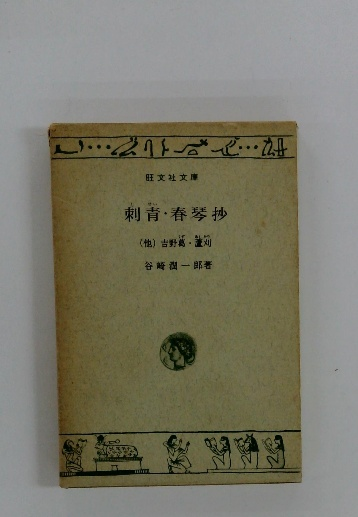 旺文社文庫
刺青・春琴抄
(他) 吉野葛・蘆刈
谷崎潤一郎著